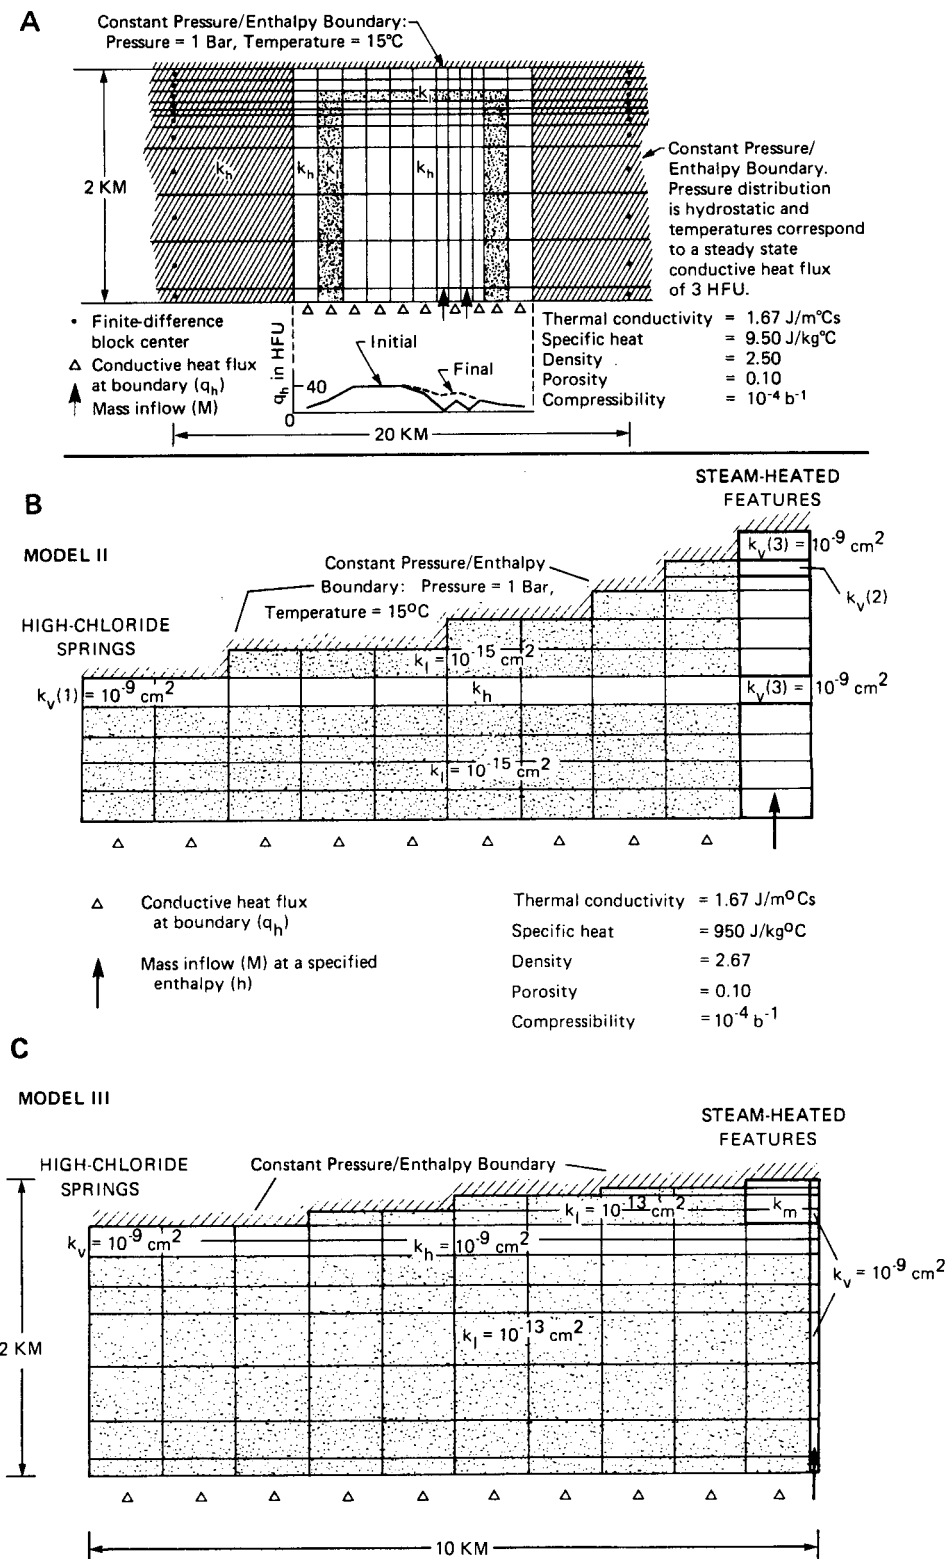 A
Constant Pressure/Enthalpy Boundary:
Pressure = 1 Bar, Temperature = 15°C
2 KM
k_h
k_h
k_l
k_h
k_l
Constant Pressure/
Enthalpy Boundary.
Pressure distribution
is hydrostatic and
temperatures correspond
to a steady state
conductive heat flux
of 3 HFU.
• Finite-difference
block center
△ Conductive heat flux
at boundary (q_h)
Mass inflow (M)
q_h in HFU
40
0
Initial
Final
20 KM
Thermal conductivity = 1.67 J/m°Cs
Specific heat = 9.50 J/kg°C
Density = 2.50
Porosity = 0.10
Compressibility = 10^-4 b^-1
B
STEAM-HEATED
FEATURES
MODEL II
k_v(3) = 10^-9 cm^2
Constant Pressure/Enthalpy
Boundary: Pressure = 1 Bar,
Temperature = 15°C
k_v(2)
HIGH-CHLORIDE
SPRINGS
k_l = 10^-15 cm^2
k_v(1) = 10^-9 cm^2
k_h
k_v(3) = 10^-9 cm^2
k_l = 10^-15 cm^2
△ Conductive heat flux
at boundary (q_h)
Mass inflow (M) at a specified
enthalpy (h)
Thermal conductivity = 1.67 J/m°Cs
Specific heat = 950 J/kg°C
Density = 2.67
Porosity = 0.10
Compressibility = 10^-4 b^-1
C
MODEL III
STEAM-HEATED
FEATURES
HIGH-CHLORIDE
SPRINGS
Constant Pressure/Enthalpy Boundary
k_l = 10^-13 cm^2
k_m
k_v = 10^-9 cm^2
k_h = 10^-9 cm^2
k_v = 10^-9 cm^2
k_l = 10^-13 cm^2
2 KM
10 KM